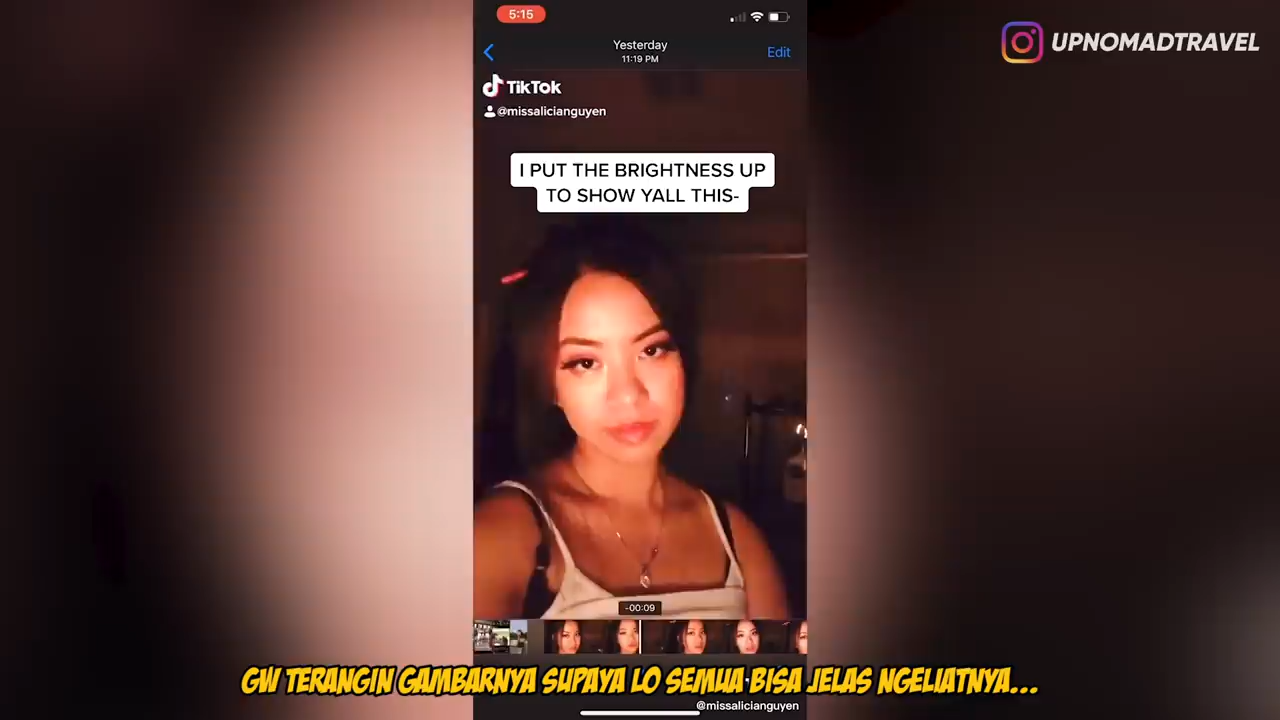 5:15
Yesterday
11:19 PM
Edit
UPNOMADTRAVEL
TikTok
@missalicianguyen
I PUT THE BRIGHTNESS UP
TO SHOW YALL THIS-
-00:09
GW TERANGIN GAMBARNYA SUPAYA LO SEMUA BISA JELAS NGELIATNYA...
@missalicianguyen